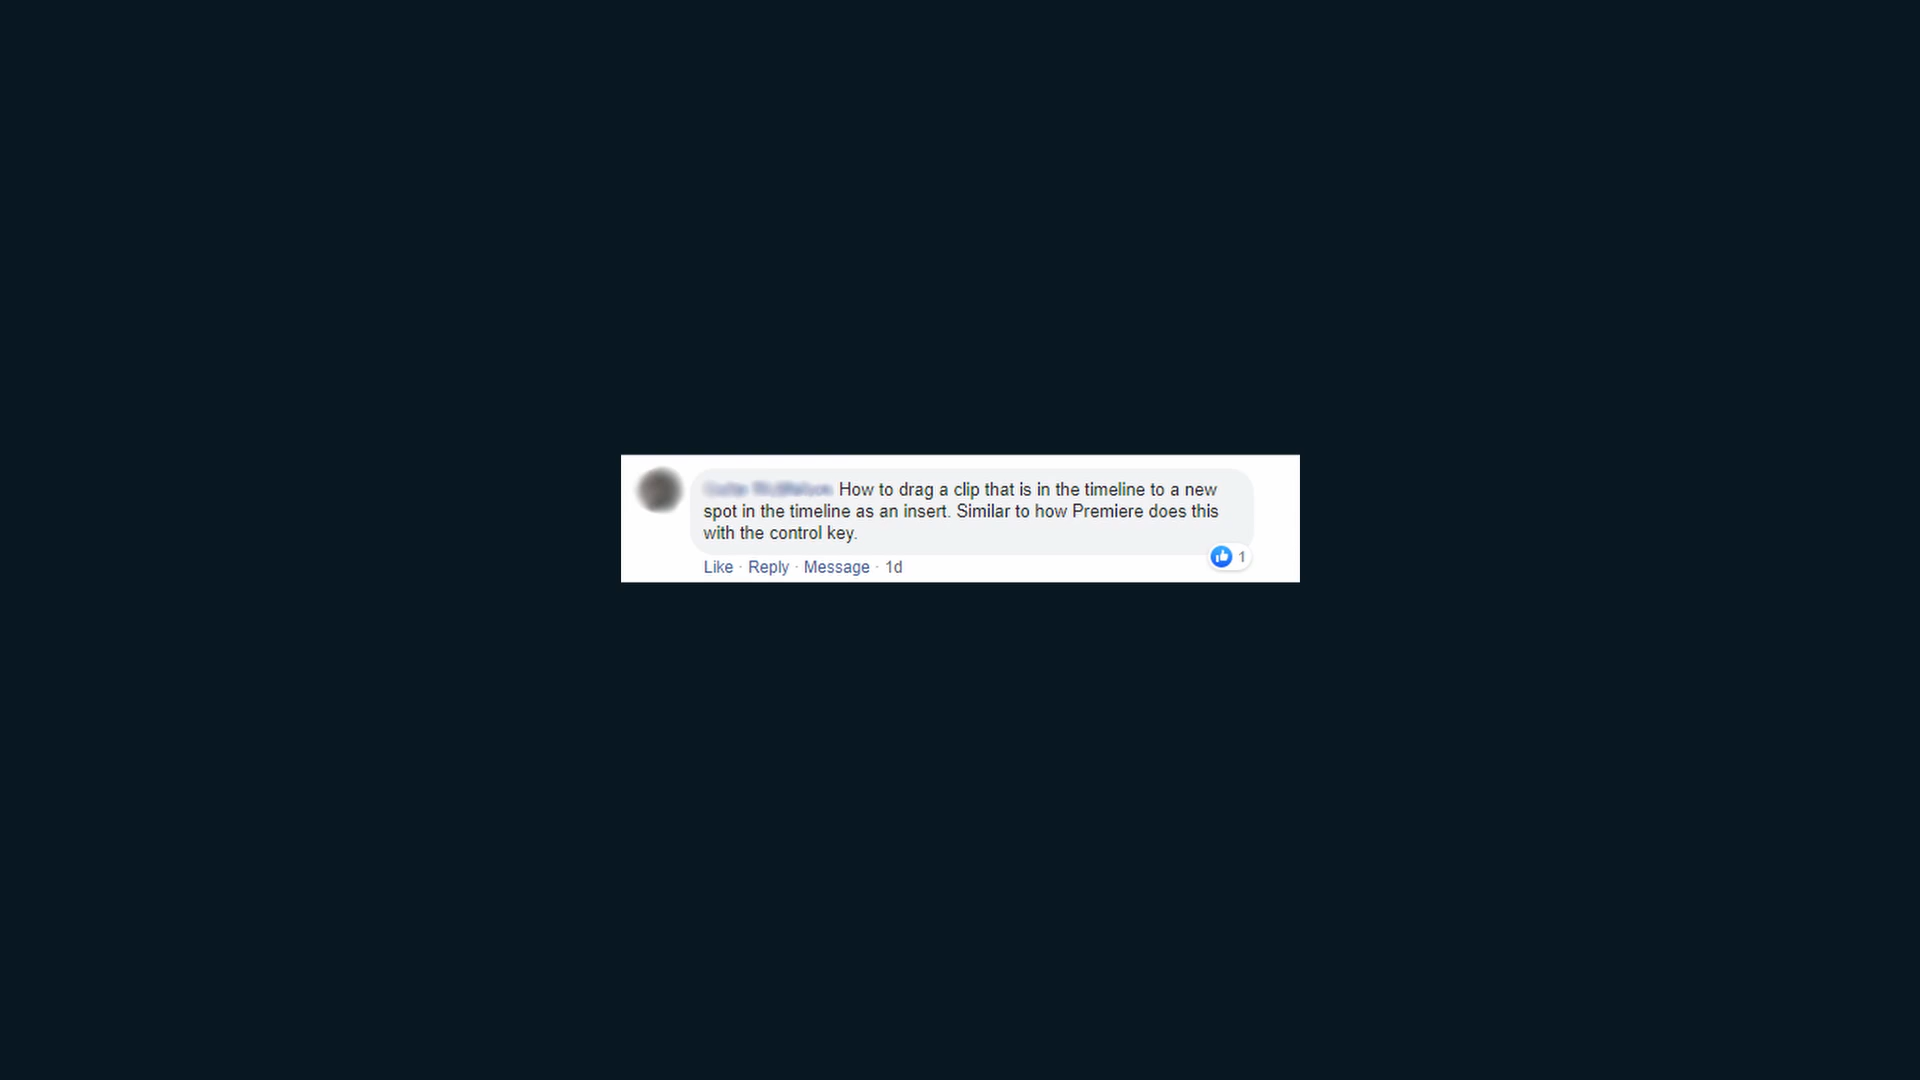 How to drag a clip that is in the timeline to a new
spot in the timeline as an insert. Similar to how Premiere does this
with the control key.
1
Like · Reply · Message · 1d